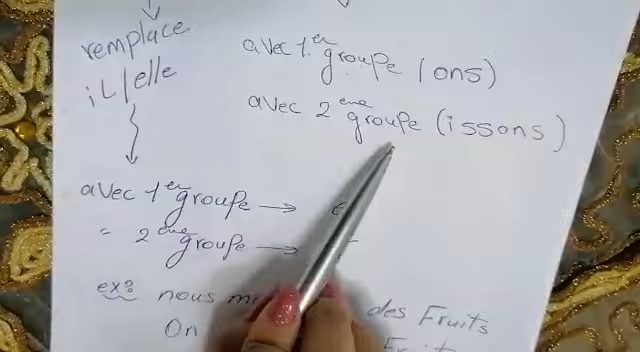 remplace
il/elle
avec 1er groupe (ons)
avec 2ème groupe (issons)
avec 1er groupe →
" 2ème groupe →
ex: nous des Fruits
On